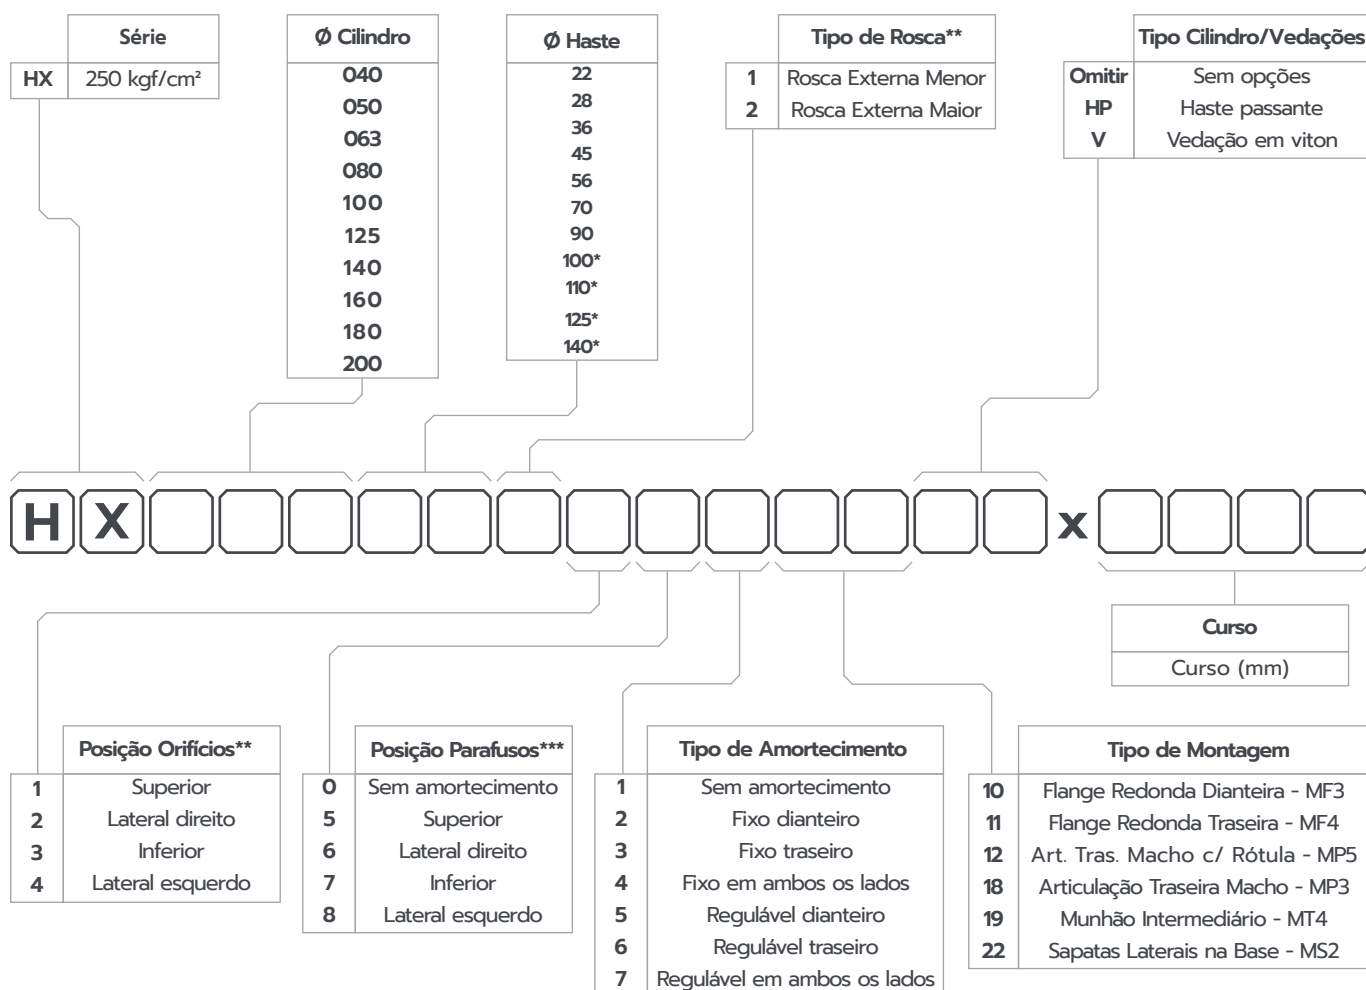 Série
HX 250 kgf/cm²
Ø Cilindro
040
050
063
080
100
125
140
160
180
200
Ø Haste
22
28
36
45
56
70
90
100*
110*
125*
140*
Tipo de Rosca**
1 Rosca Externa Menor
2 Rosca Externa Maior
Tipo Cilindro/Vedações
Omitir Sem opções
HP Haste passante
V Vedação em viton
H X x
Curso
Curso (mm)
Posição Orifícios**
1 Superior
2 Lateral direito
3 Inferior
4 Lateral esquerdo
Posição Parafusos***
0 Sem amortecimento
5 Superior
6 Lateral direito
7 Inferior
8 Lateral esquerdo
Tipo de Amortecimento
1 Sem amortecimento
2 Fixo dianteiro
3 Fixo traseiro
4 Fixo em ambos os lados
5 Regulável dianteiro
6 Regulável traseiro
7 Regulável em ambos os lados
Tipo de Montagem
10 Flange Redonda Dianteira - MF3
11 Flange Redonda Traseira - MF4
12 Art. Tras. Macho c/ Rótula - MP5
18 Articulação Traseira Macho - MP3
19 Munhão Intermediário - MT4
22 Sapatas Laterais na Base - MS2